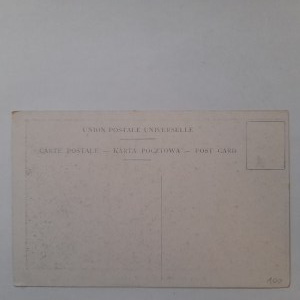 UNION POSTALE UNIVERSELLE
CARTE POSTALE — KARTA POCZTOWA — POST CARD